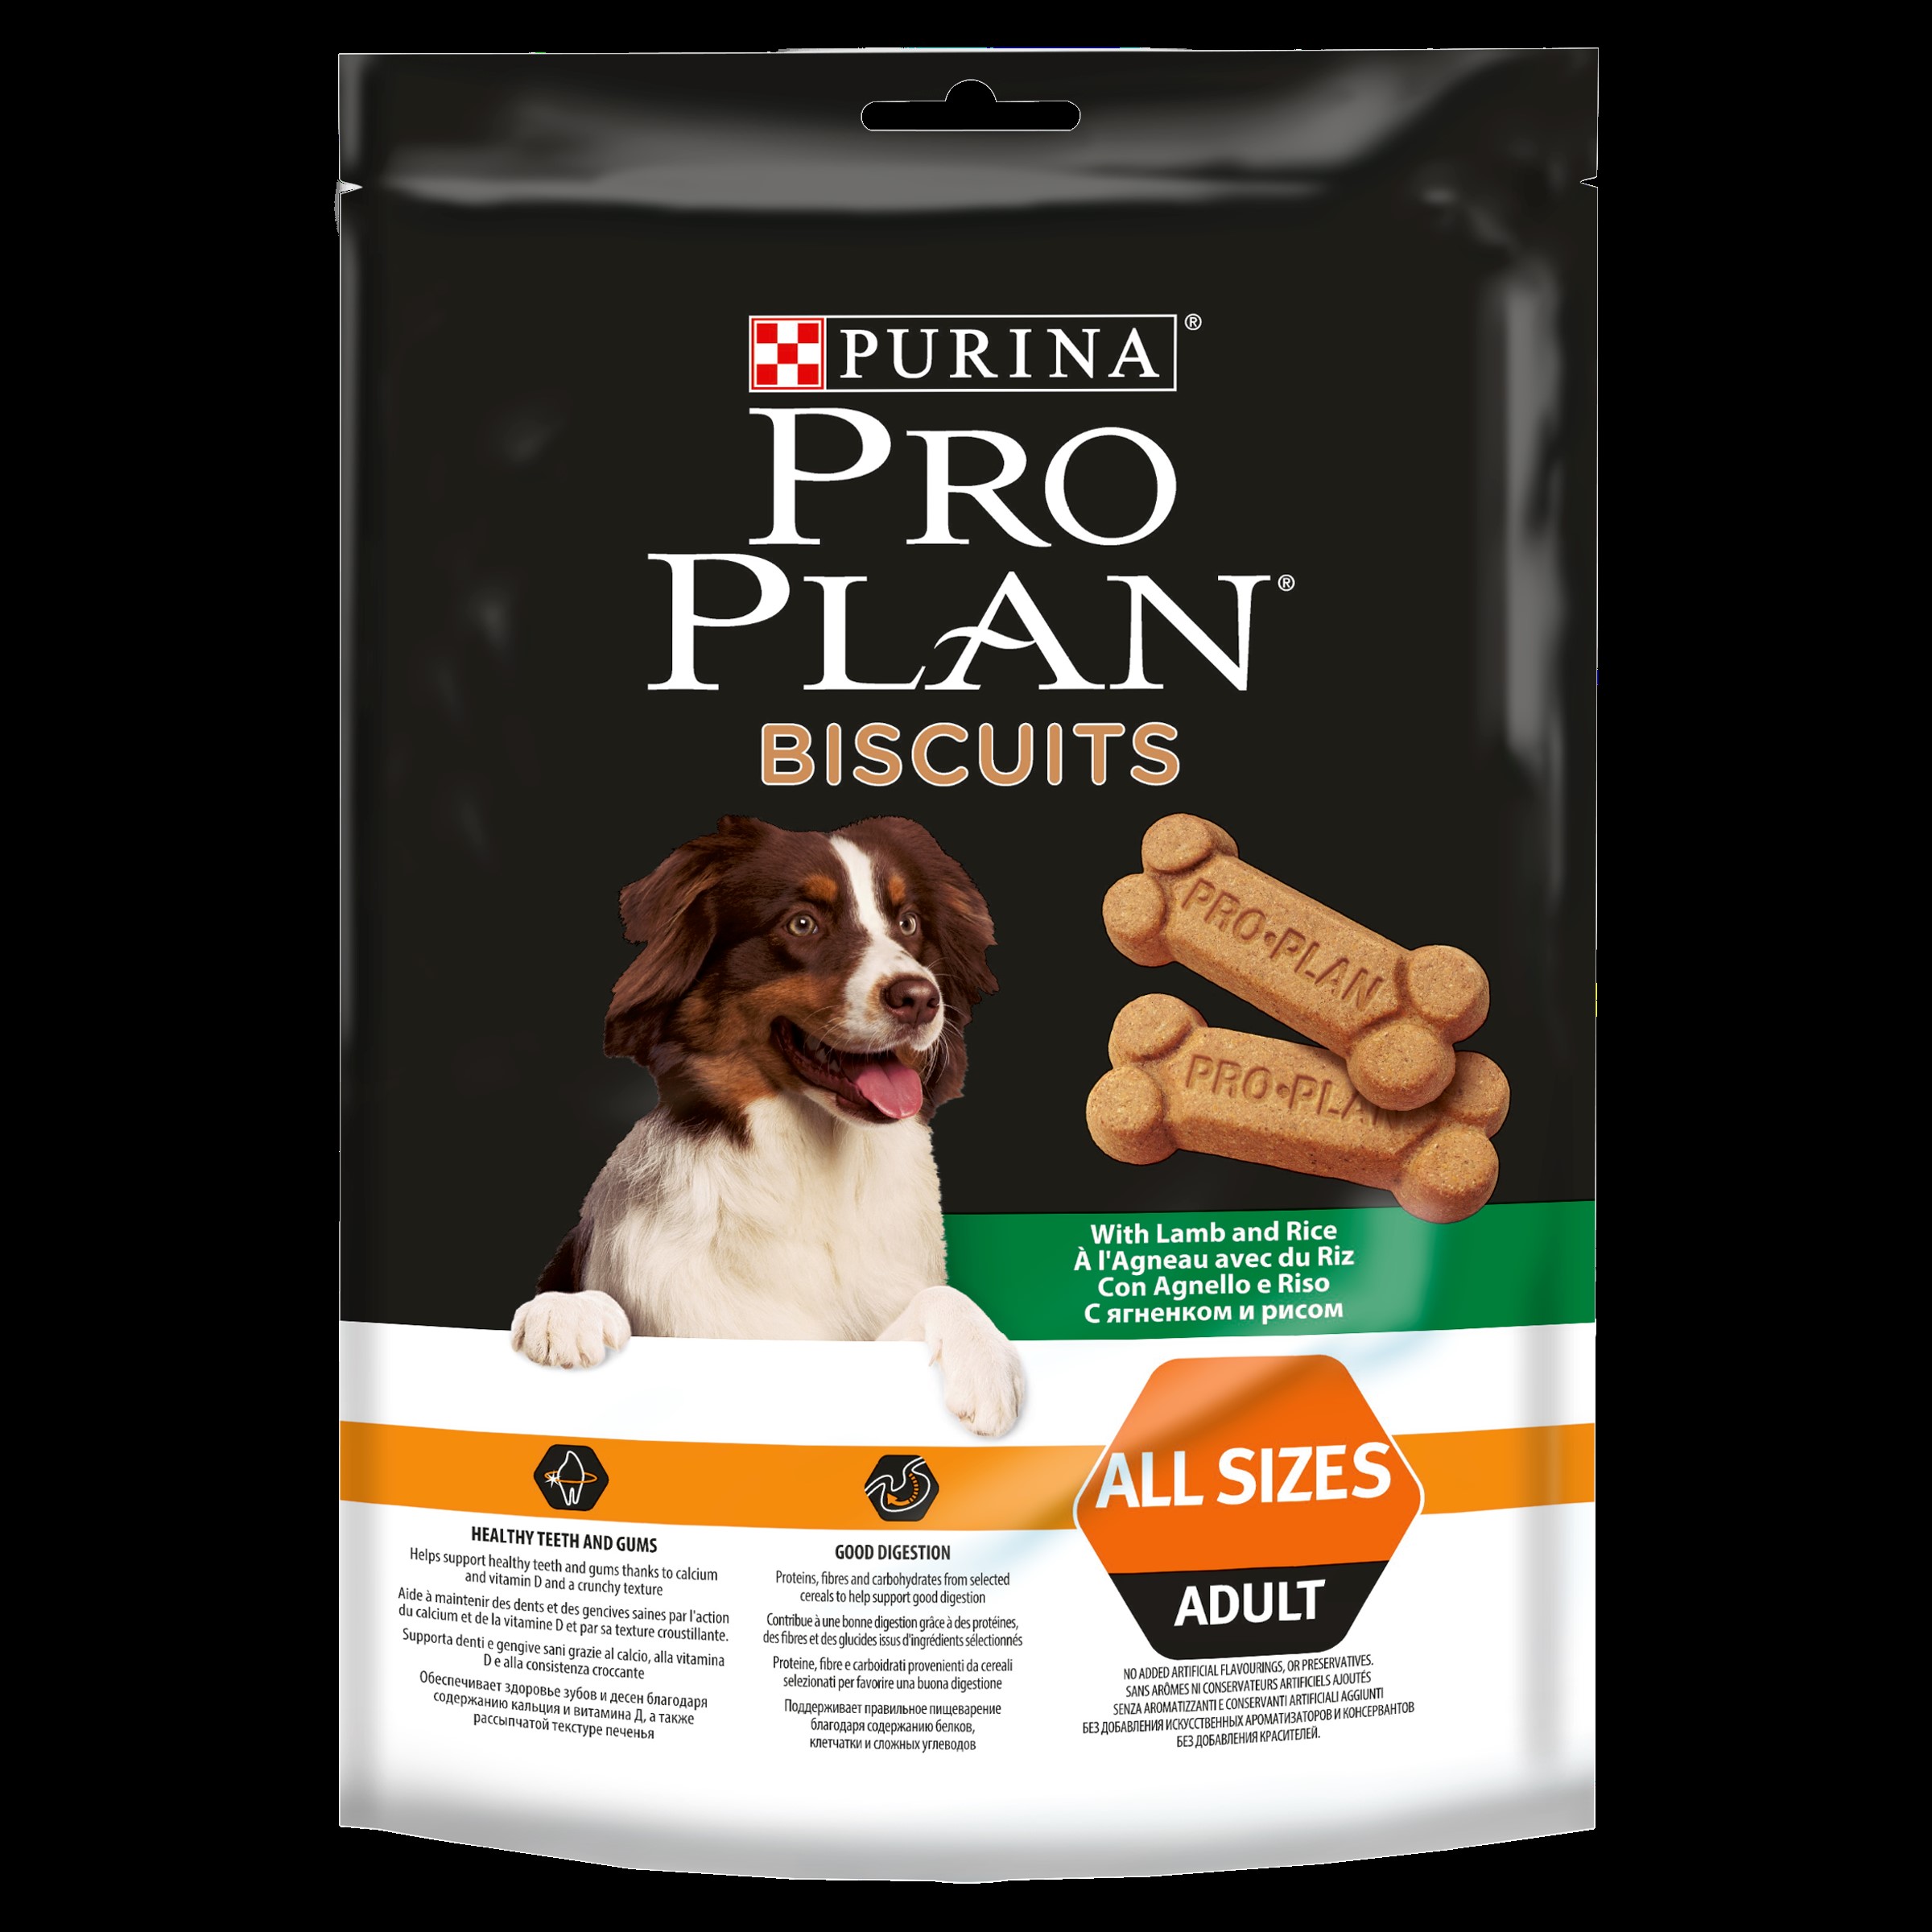 PURINA®
PRO
PLAN®
BISCUITS
PRO•PLAN
PRO•PLAN
With Lamb and Rice
À l'Agneau avec du Riz
Con Agnello e Riso
С ягненком и рисом
ALL SIZES
ADULT
HEALTHY TEETH AND GUMS
Helps support healthy teeth and gums thanks to calcium
and vitamin D and a crunchy texture
Aide à maintenir des dents et des gencives saines par l'action
du calcium et de la vitamine D et par sa texture croustillante.
Supporta denti e gengive sani grazie al calcio, alla vitamina
D e alla consistenza croccante
Обеспечивает здоровье зубов и десен благодаря
содержанию кальция и витамина Д, а также
рассыпчатой текстуре печенья
GOOD DIGESTION
Proteins, fibres and carbohydrates from selected
cereals to help support good digestion
Contribue à une bonne digestion grâce à des protéines,
des fibres et des glucides issus d'ingrédients sélectionnés
Proteine, fibre e carboidrati provenienti da cereali
selezionati per favorire una buona digestione
Поддерживает правильное пищеварение
благодаря содержанию белков,
клетчатки и сложных углеводов
NO ADDED ARTIFICIAL FLAVOURINGS, OR PRESERVATIVES.
SANS ARÔMES NI CONSERVATEURS ARTIFICIELS AJOUTÉS
SENZA AROMATIZZANTI E CONSERVANTI ARTIFICIALI AGGIUNTI
БЕЗ ДОБАВЛЕНИЯ ИСКУССТВЕННЫХ АРОМАТИЗАТОРОВ И КОНСЕРВАНТОВ
БЕЗ ДОБАВЛЕНИЯ КРАСИТЕЛЕЙ.